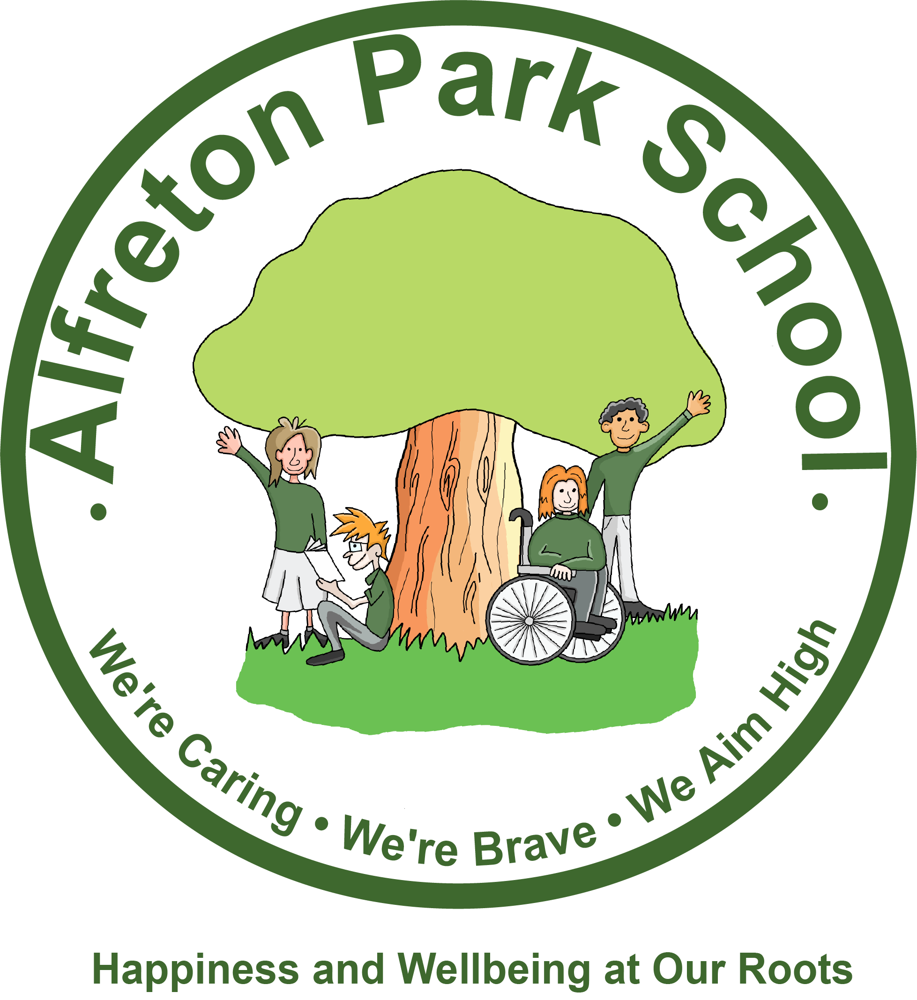 • Alfreton Park School •
We're Caring • We're Brave • We Aim High
Happiness and Wellbeing at Our Roots